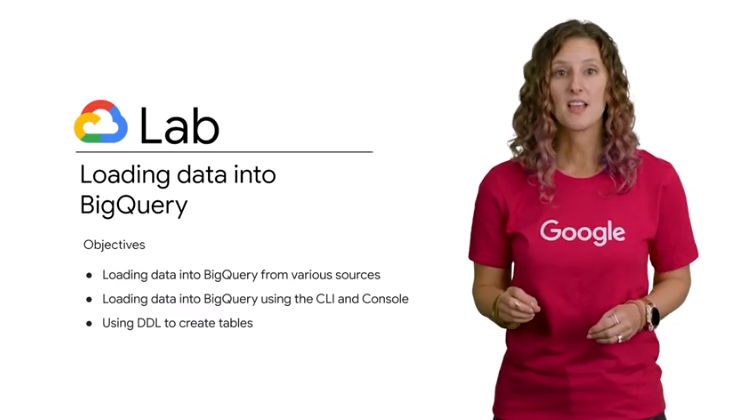 Lab
Loading data into
BigQuery
Objectives
● Loading data into BigQuery from various sources
● Loading data into BigQuery using the CLI and Console
● Using DDL to create tables
Google